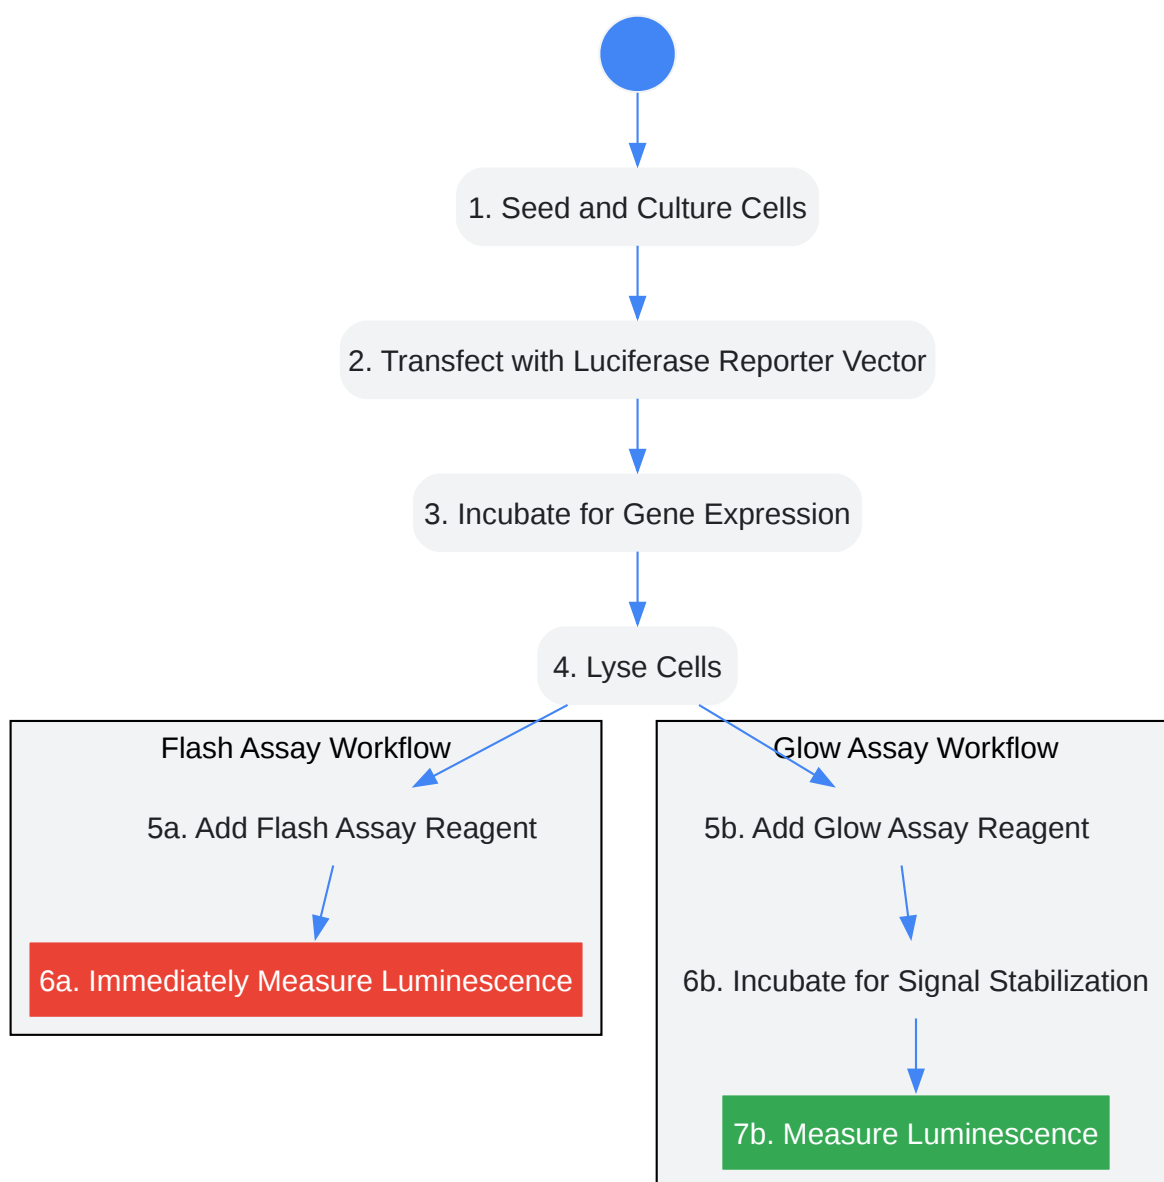 1. Seed and Culture Cells
2. Transfect with Luciferase Reporter Vector
3. Incubate for Gene Expression
4. Lyse Cells
Flash Assay Workflow
5a. Add Flash Assay Reagent
6a. Immediately Measure Luminescence
Glow Assay Workflow
5b. Add Glow Assay Reagent
6b. Incubate for Signal Stabilization
7b. Measure Luminescence